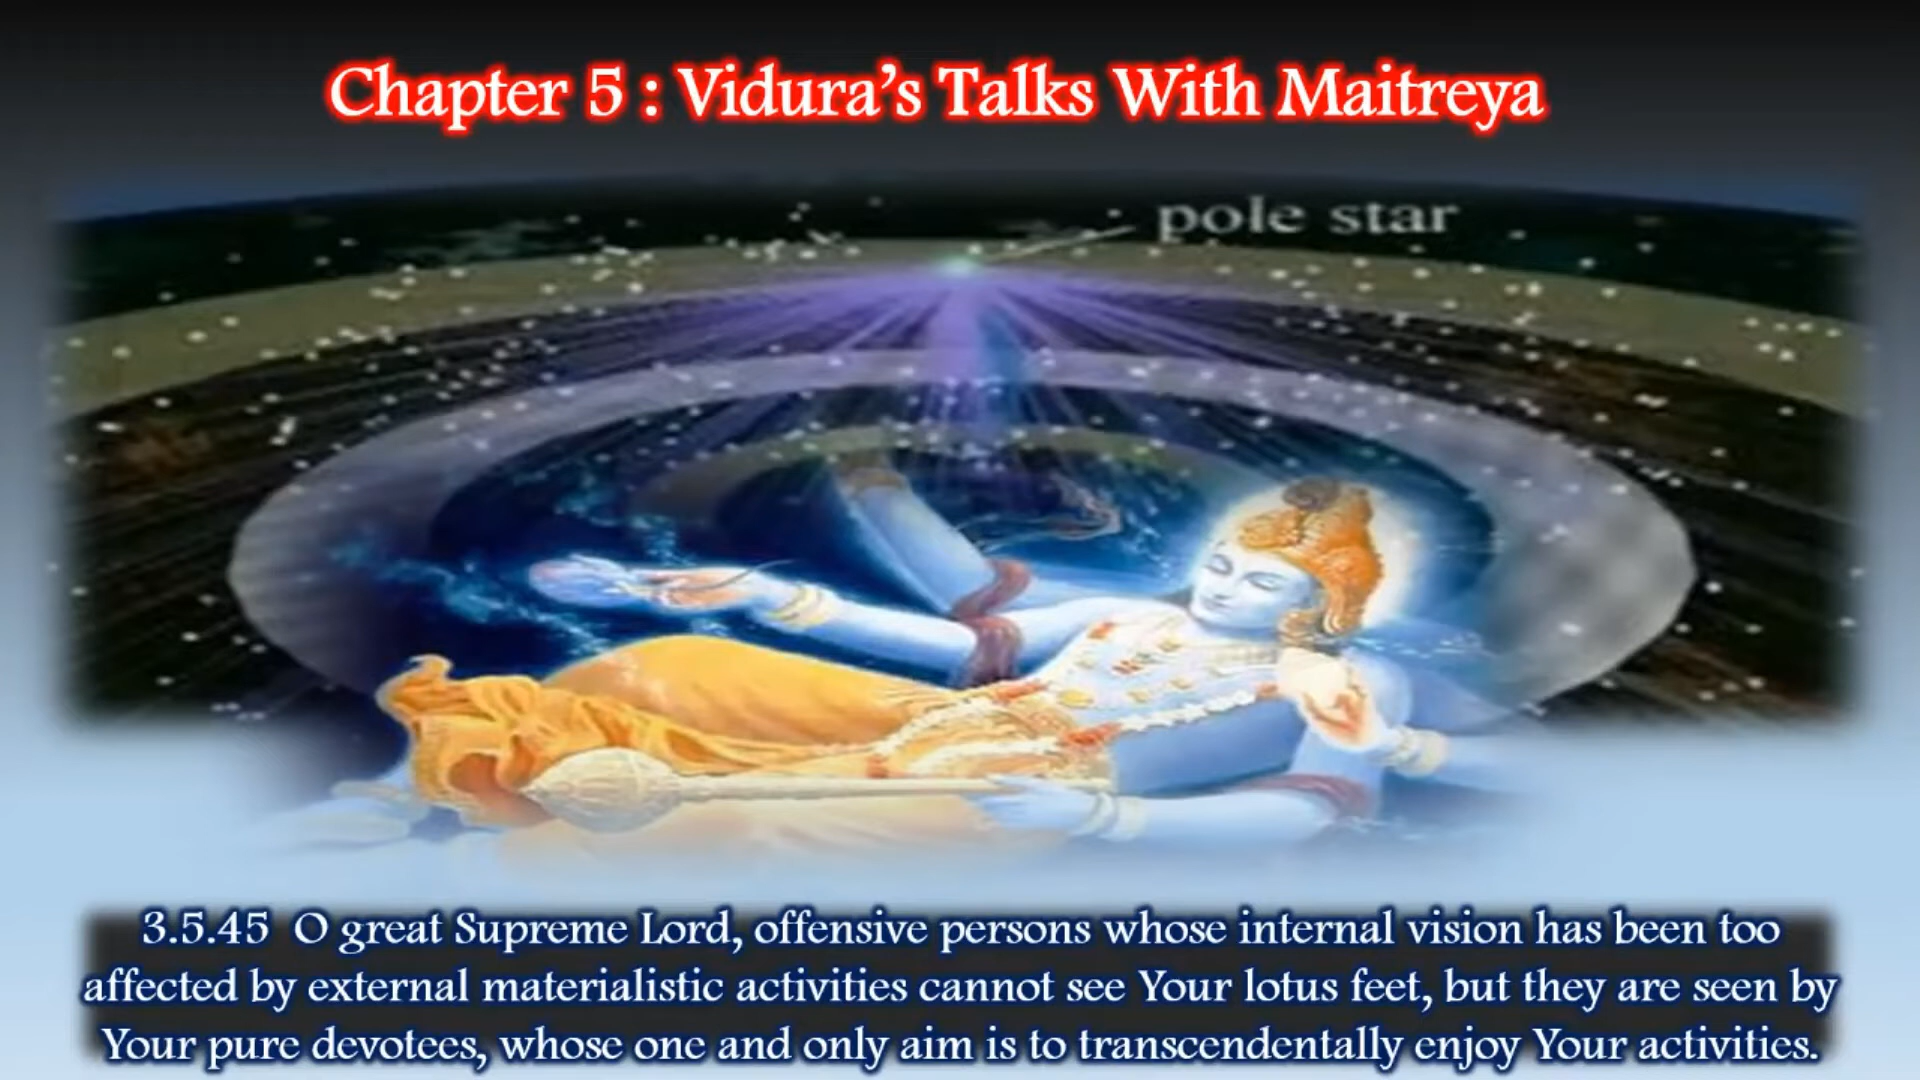 Chapter 5 : Vidura's Talks With Maitreya
pole star
3.5.45 O great Supreme Lord, offensive persons whose internal vision has been too
affected by external materialistic activities cannot see Your lotus feet, but they are seen by
Your pure devotees, whose one and only aim is to transcendentally enjoy Your activities.